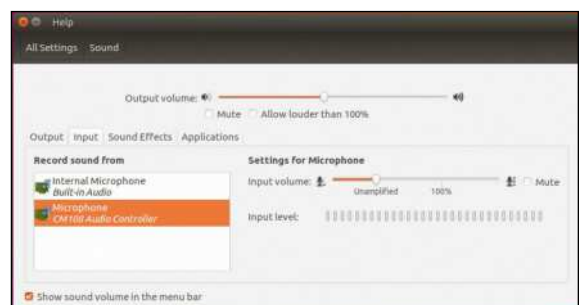 Help
All Settings Sound
Output volume:
Mute Allow louder than 100%
Output Input Sound Effects Applications
Record sound from
Internal Microphone
Built-in Audio
Microphone
CM108 Audio Controller
Settings for Microphone
Input volume: Mute
Unamplified 100%
Input level:
Show sound volume in the menu bar